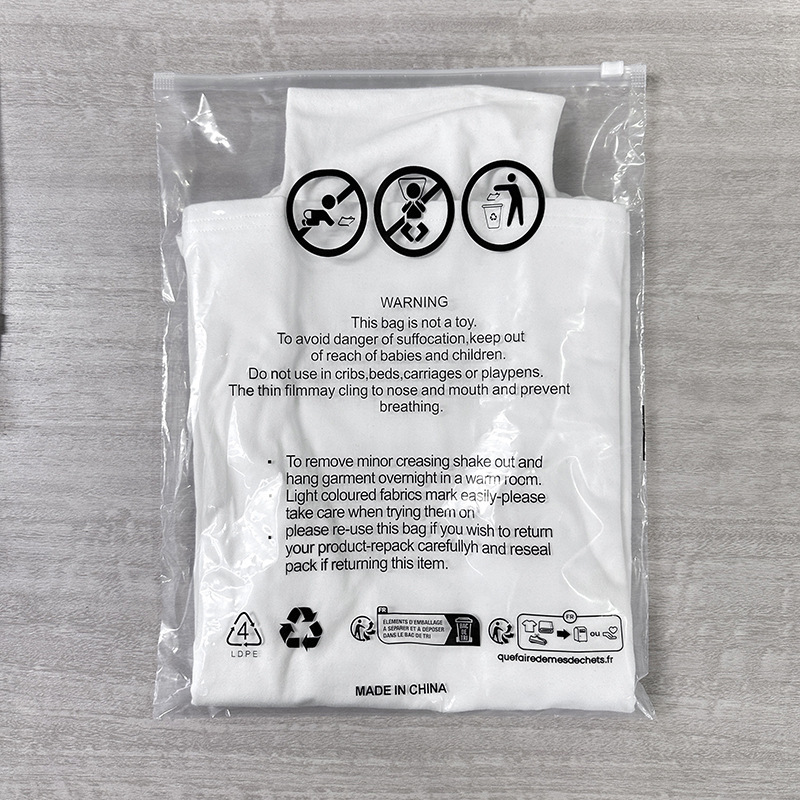 WARNING
This bag is not a toy.
To avoid danger of suffocation,keep out
of reach of babies and children.
Do not use in cribs,beds,carriages or playpens.
The thin filmmay cling to nose and mouth and prevent
breathing.
▪ To remove minor creasing shake out and
hang garment overnight in a warm room.
▪ Light coloured fabrics mark easily-please
take care when trying them on
▪ please re-use this bag if you wish to return
your product-repack carefullyh and reseal
pack if returning this item.
4
LDPE
FR
ÉLÉMENTS D'EMBALLAGE
À SÉPARER ET À DÉPOSER
DANS LE BAC DE TRI
BAC
DE
TRI
FR
ou
quefairedemesdechets.fr
MADE IN CHINA